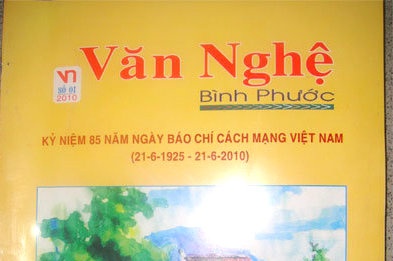 Văn Nghệ
VN
SỐ 01
2010
Bình Phước
KỶ NIỆM 85 NĂM NGÀY BÁO CHÍ CÁCH MẠNG VIỆT NAM
(21-6-1925 - 21-6-2010)